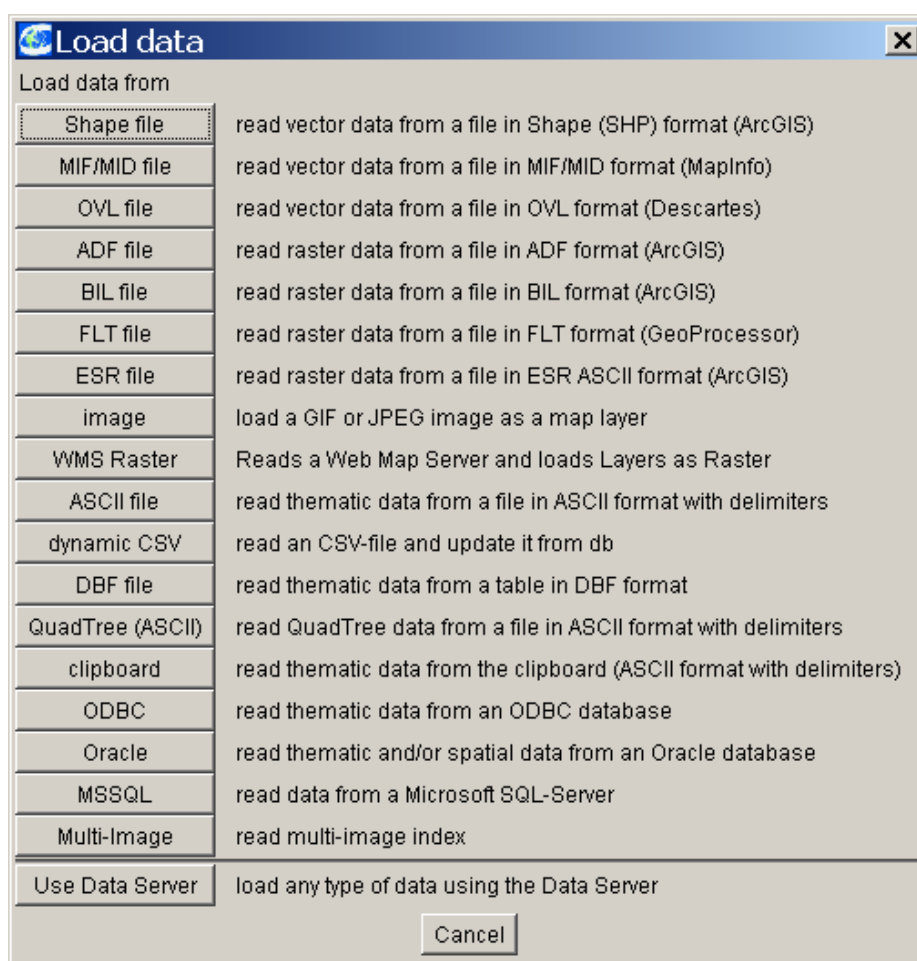 Load data
Load data from
Shape file read vector data from a file in Shape (SHP) format (ArcGIS)
MIF/MID file read vector data from a file in MIF/MID format (MapInfo)
OVL file read vector data from a file in OVL format (Descartes)
ADF file read raster data from a file in ADF format (ArcGIS)
BIL file read raster data from a file in BIL format (ArcGIS)
FLT file read raster data from a file in FLT format (GeoProcessor)
ESR file read raster data from a file in ESR ASCII format (ArcGIS)
image load a GIF or JPEG image as a map layer
WMS Raster Reads a Web Map Server and loads Layers as Raster
ASCII file read thematic data from a file in ASCII format with delimiters
dynamic CSV read an CSV-file and update it from db
DBF file read thematic data from a table in DBF format
QuadTree (ASCII) read QuadTree data from a file in ASCII format with delimiters
clipboard read thematic data from the clipboard (ASCII format with delimiters)
ODBC read thematic data from an ODBC database
Oracle read thematic and/or spatial data from an Oracle database
MSSQL read data from a Microsoft SQL-Server
Multi-Image read multi-image index
Use Data Server load any type of data using the Data Server
Cancel